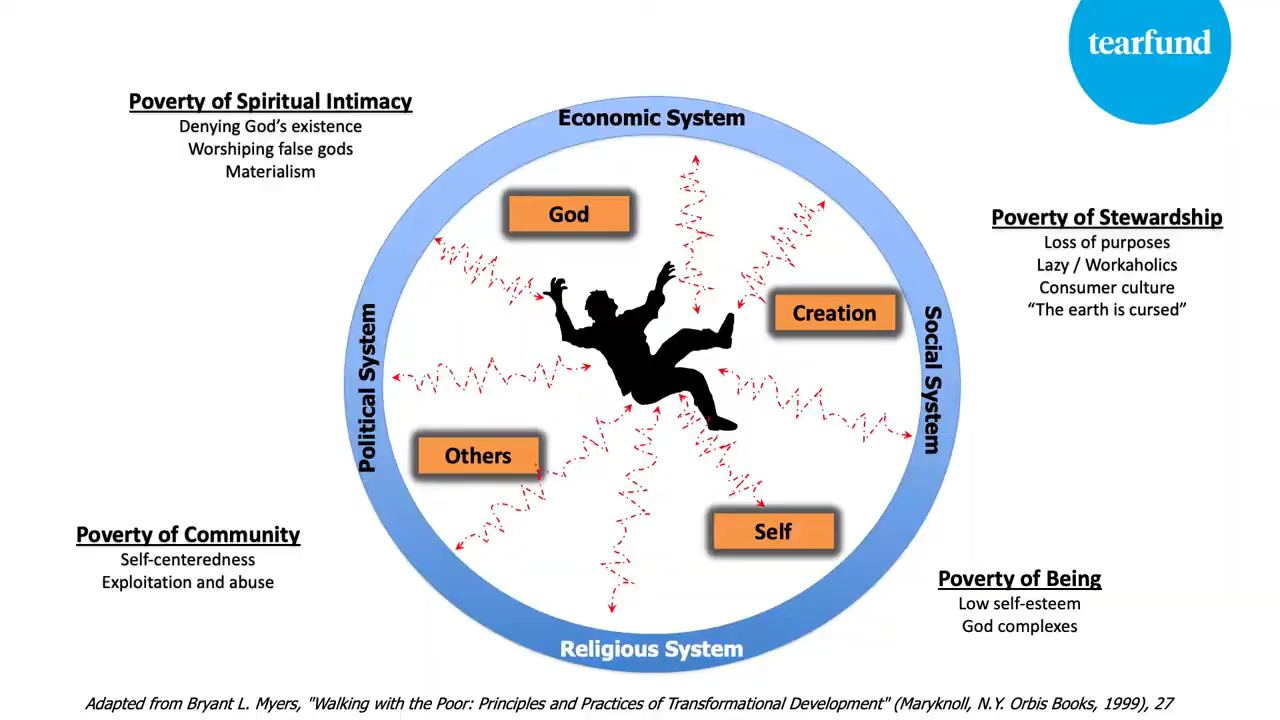 tearfund
Poverty of Spiritual Intimacy
Denying God’s existence
Worshiping false gods
Materialism
Economic System
God
Poverty of Stewardship
Loss of purposes
Lazy / Workaholics
Consumer culture
“The earth is cursed”
Creation
Political System
Social System
Others
Self
Poverty of Community
Self-centeredness
Exploitation and abuse
Poverty of Being
Low self-esteem
God complexes
Religious System
Adapted from Bryant L. Myers, "Walking with the Poor: Principles and Practices of Transformational Development" (Maryknoll, N.Y. Orbis Books, 1999), 27